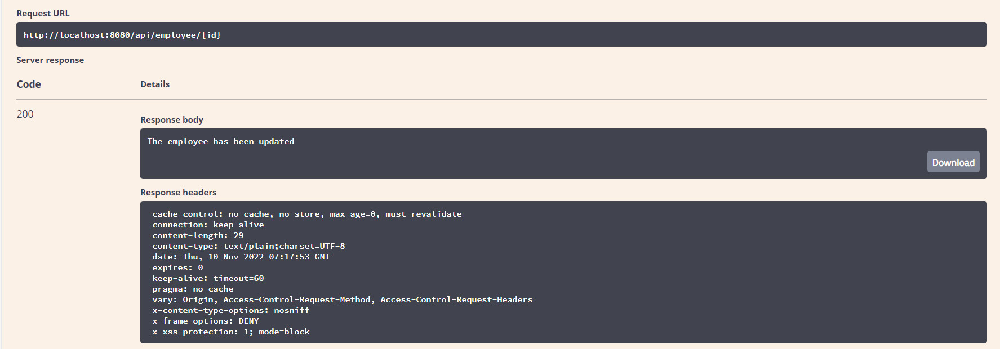 Request URL
http://localhost:8080/api/employee/{id}
Server response
Code Details
200
Response body
The employee has been updated
Download
Response headers
cache-control: no-cache, no-store, max-age=0, must-revalidate
connection: keep-alive
content-length: 29
content-type: text/plain;charset=UTF-8
date: Thu, 10 Nov 2022 07:17:53 GMT
expires: 0
keep-alive: timeout=60
pragma: no-cache
vary: Origin, Access-Control-Request-Method, Access-Control-Request-Headers
x-content-type-options: nosniff
x-frame-options: DENY
x-xss-protection: 1; mode=block